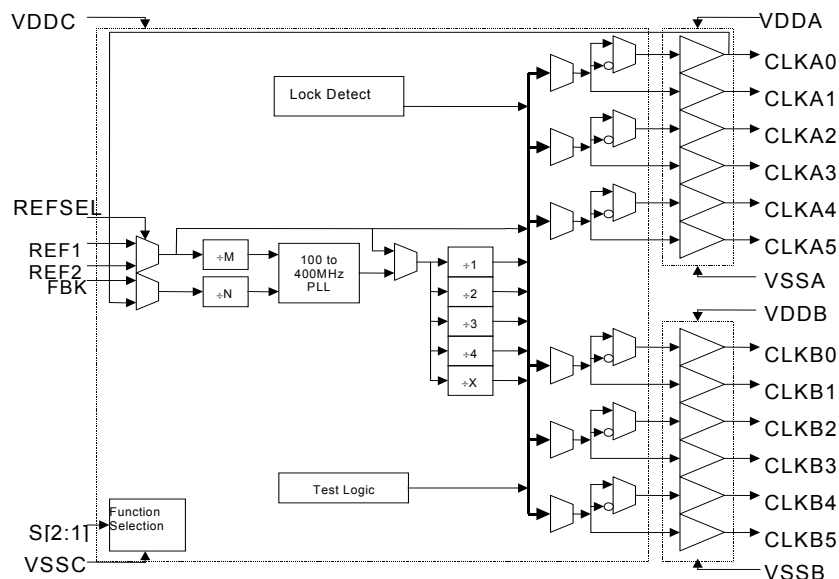 VDDC
VDDA
CLKA0
Lock Detect
CLKA1
CLKA2
CLKA3
CLKA4
REFSEL
REF1
÷M
100 to
400MHz
PLL
÷1
CLKA5
REF2
FBK
÷N
÷2
VSSA
÷3
VDDB
÷4
CLKB0
÷X
CLKB1
CLKB2
CLKB3
Test Logic
CLKB4
Function
Selection
S[2:1]
CLKB5
VSSC
VSSB